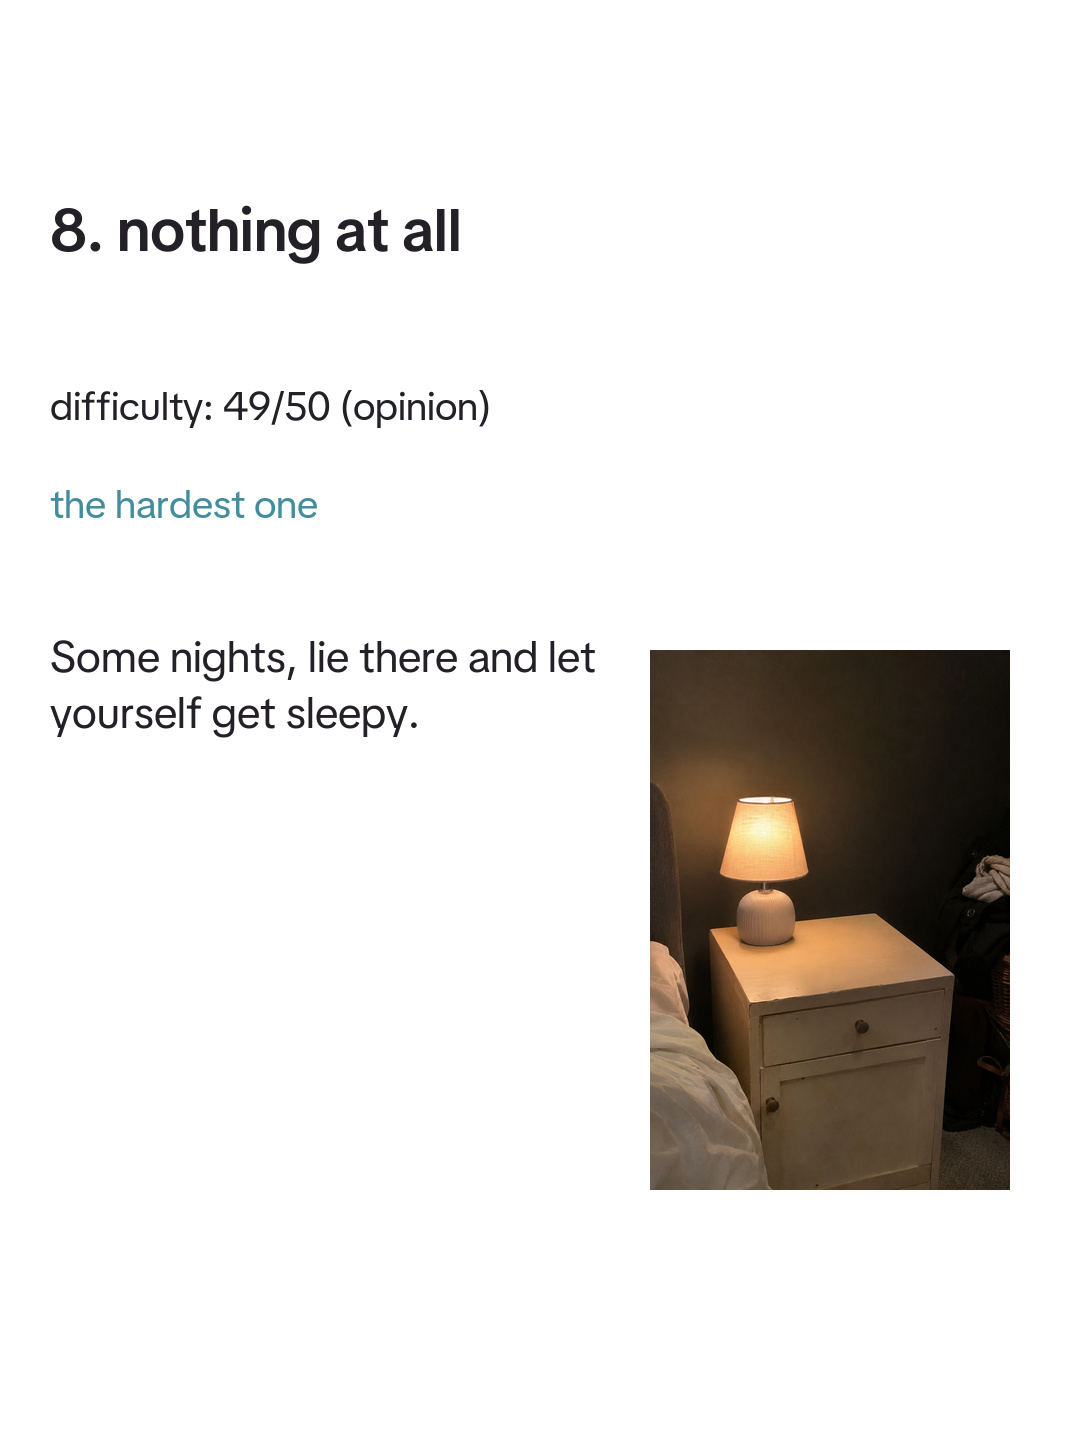 8. nothing at all
difficulty: 49/50 (opinion)
the hardest one
Some nights, lie there and let
yourself get sleepy.